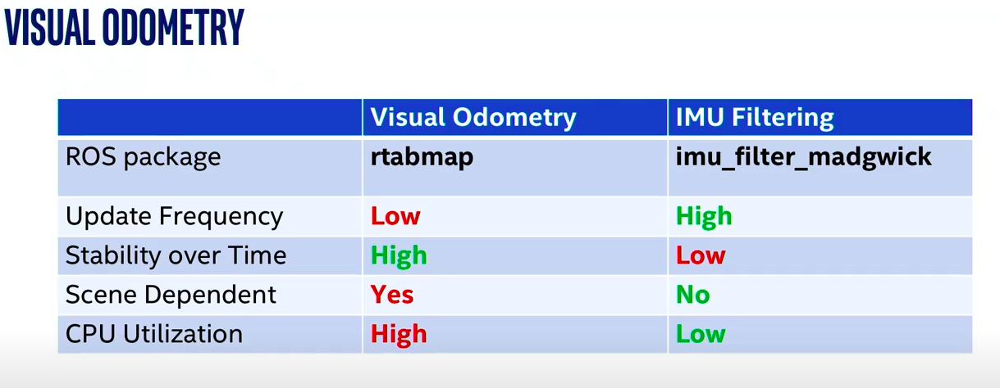 VISUAL ODOMETRY
Visual Odometry IMU Filtering
ROS package rtabmap imu_filter_madgwick
Update Frequency Low High
Stability over Time High Low
Scene Dependent Yes No
CPU Utilization High Low